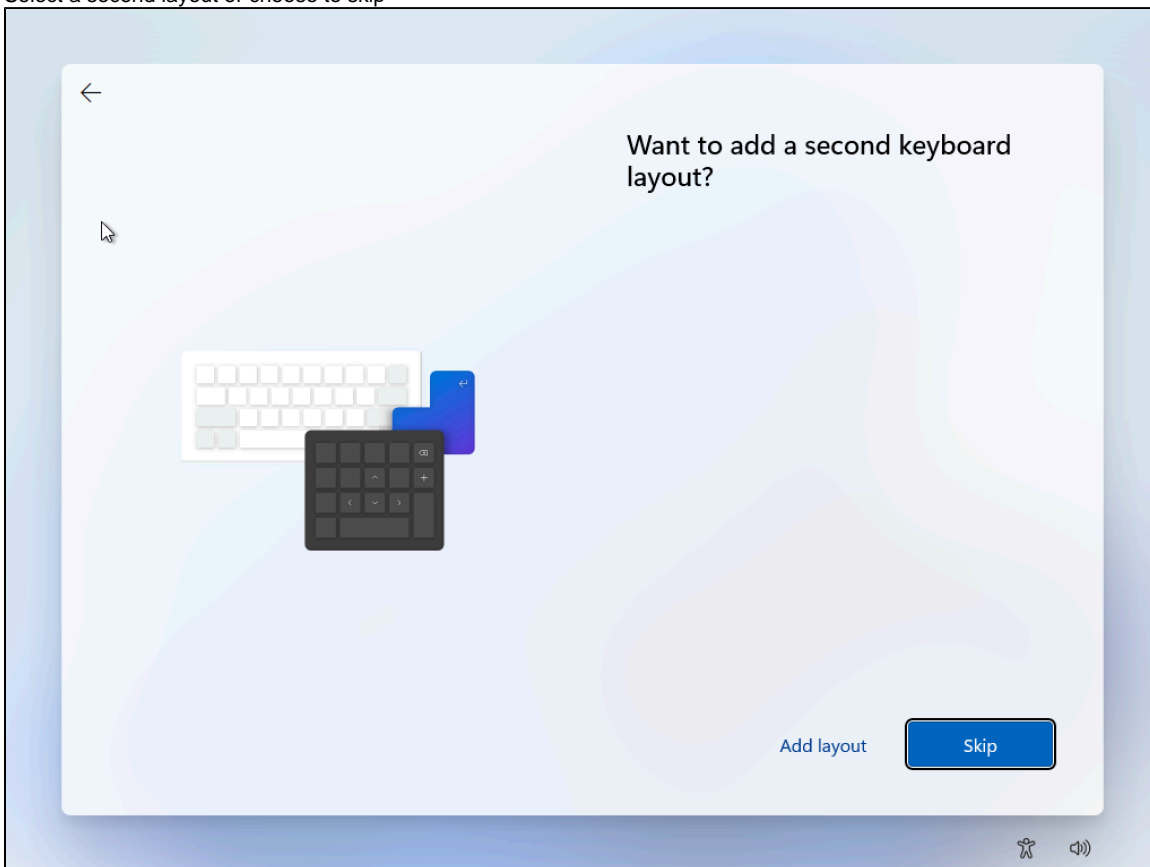 Select a second layout or choose to skip
Want to add a second keyboard
layout?
Add layout
Skip